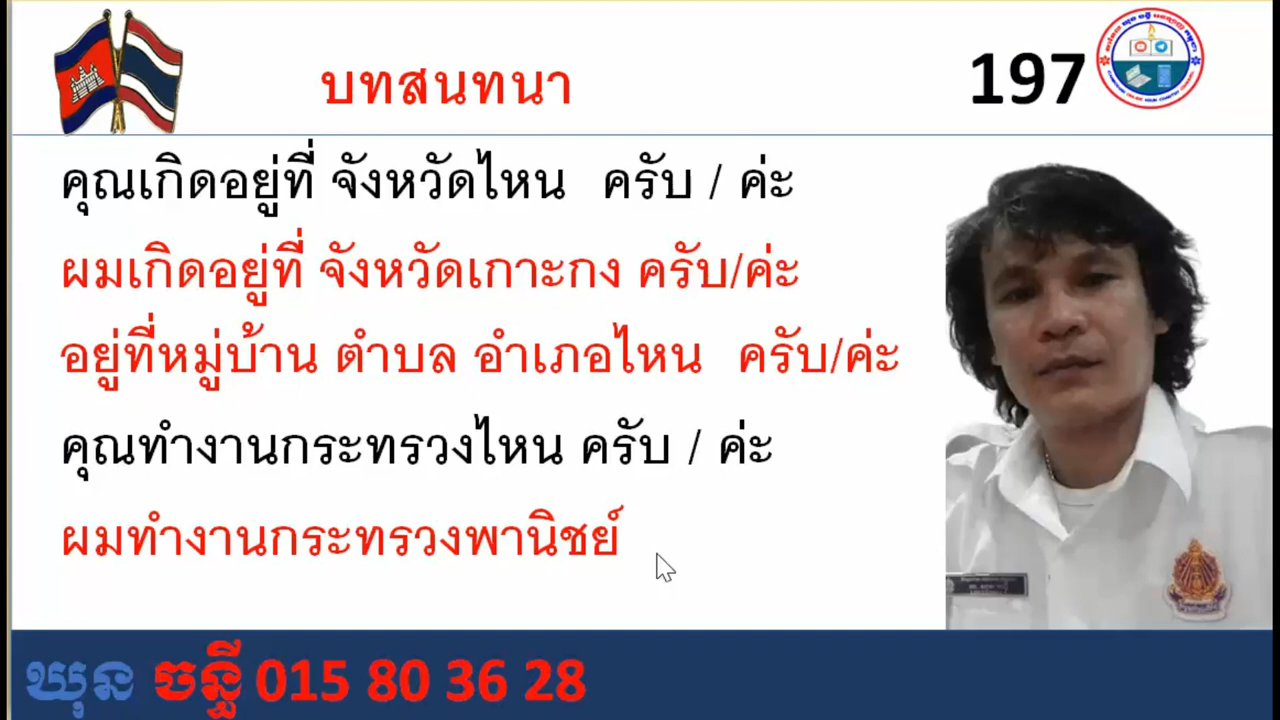 บทสนทนา
197
คุณเกิดอยู่ที่ จังหวัดไหน ครับ / ค่ะ
ผมเกิดอยู่ที่ จังหวัดเกาะกง ครับ/ค่ะ
อยู่ที่หมู่บ้าน ตำบล อำเภอไหน ครับ/ค่ะ
คุณทำงานกระทรวงไหน ครับ / ค่ะ
ผมทำงานกระทรวงพานิชย์
ឃុន ចន្ធី 015 80 36 28